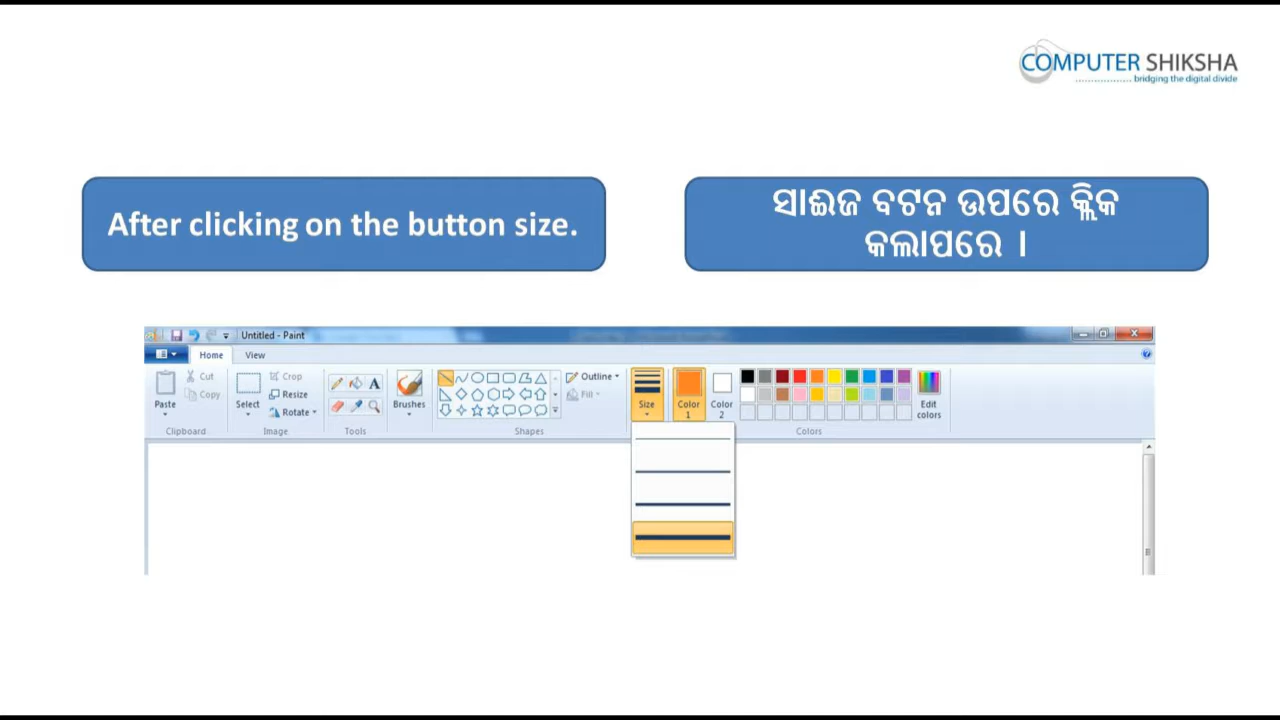 COMPUTER SHIKSHA
bridging the digital divide
After clicking on the button size.
ସାଈଜ ବଟନ ଉପରେ କ୍ଲିକ
କଲାପରେ ।
Untitled - Paint
Home View
Paste
Cut
Copy
Clipboard
Select
Crop
Resize
Rotate
Image
Tools
Brushes
Shapes
Outline
Fill
Size
Color
1
Color
2
Colors
Edit
colors